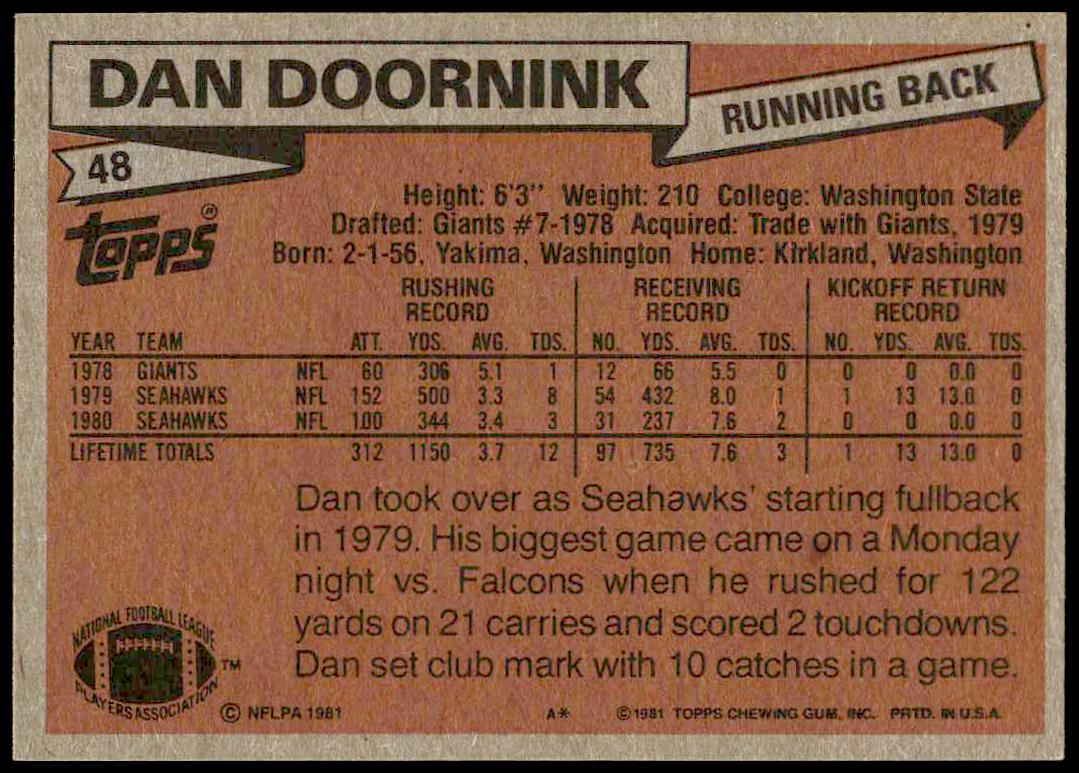 DAN DOORNINK
RUNNING BACK
48
TOPPS®
Height: 6'3" Weight: 210 College: Washington State
Drafted: Giants #7-1978 Acquired: Trade with Giants, 1979
Born: 2-1-56, Yakima, Washington Home: Kirkland, Washington
RUSHING RECORD RECEIVING RECORD KICKOFF RETURN RECORD
YEAR TEAM ATT. YDS. AVG. TDS. NO. YDS. AVG. TDS. NO. YDS. AVG. TDS.
1978 GIANTS NFL 60 306 5.1 1 12 66 5.5 0 0 0 0.0 0
1979 SEAHAWKS NFL 152 500 3.3 8 54 432 8.0 1 1 13 13.0 0
1980 SEAHAWKS NFL 100 344 3.4 3 31 237 7.6 2 0 0 0.0 0
LIFETIME TOTALS 312 1150 3.7 12 97 735 7.6 3 1 13 13.0 0
Dan took over as Seahawks' starting fullback
in 1979. His biggest game came on a Monday
night vs. Falcons when he rushed for 122
yards on 21 carries and scored 2 touchdowns.
Dan set club mark with 10 catches in a game.
NATIONAL FOOTBALL LEAGUE
PLAYERS ASSOCIATION
TM
© NFLPA 1981 A* ©1981 TOPPS CHEWING GUM, INC. PRTD. IN U.S.A.